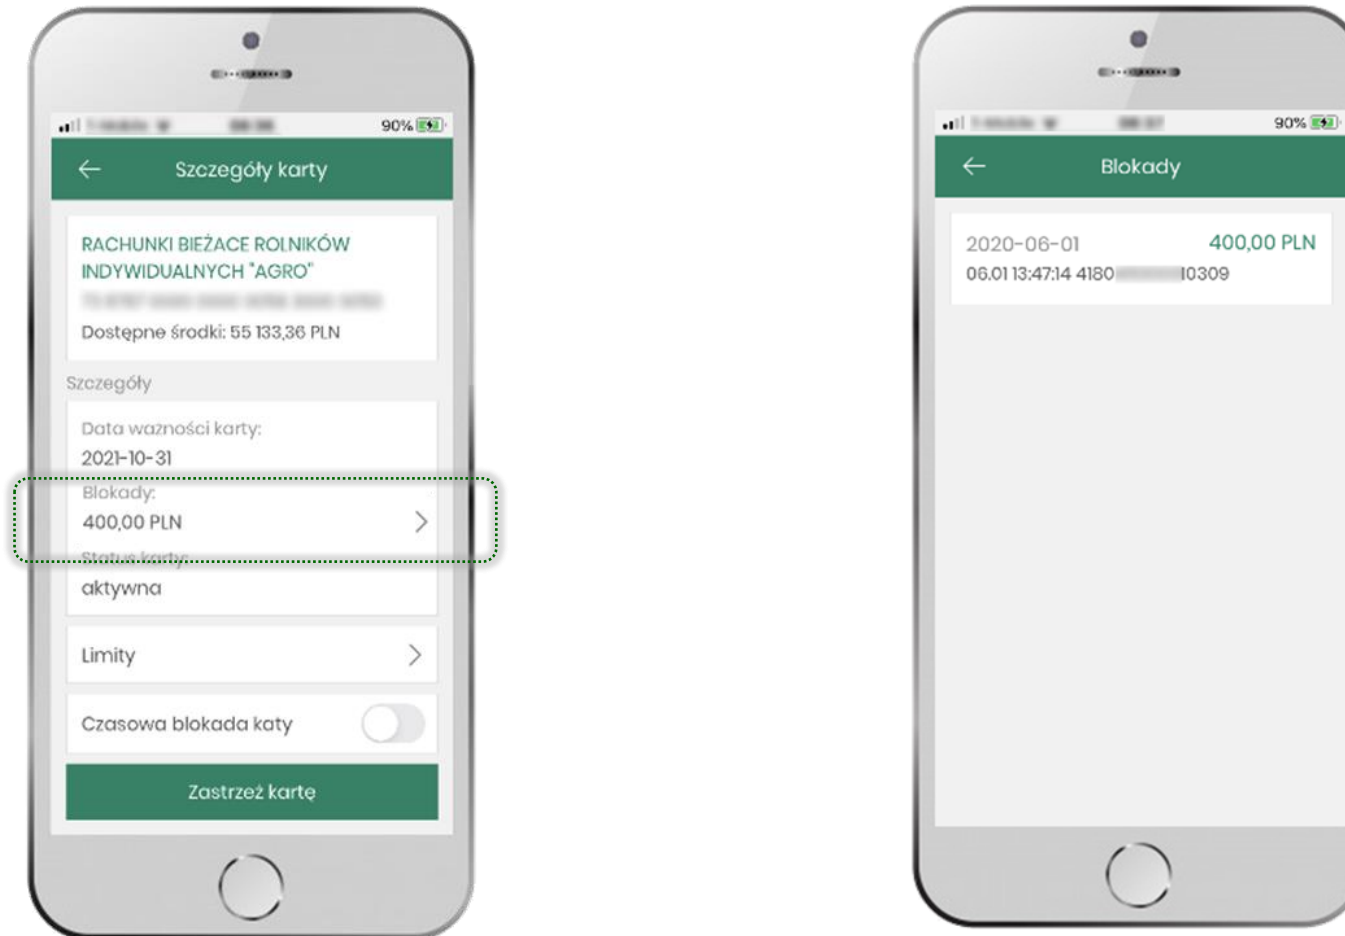 90%
Szczegóły karty
RACHUNKI BIEŻACE ROLNIKÓW
INDYWIDUALNYCH "AGRO"
Dostępne środki: 55 133,36 PLN
Szczegóły
Data ważności karty:
2021-10-31
Blokady:
400,00 PLN
Status karty:
aktywna
Limity
Czasowa blokada katy
Zastrzeż kartę
90%
Blokady
2020-06-01 400,00 PLN
06.01 13:47:14 4180 10309